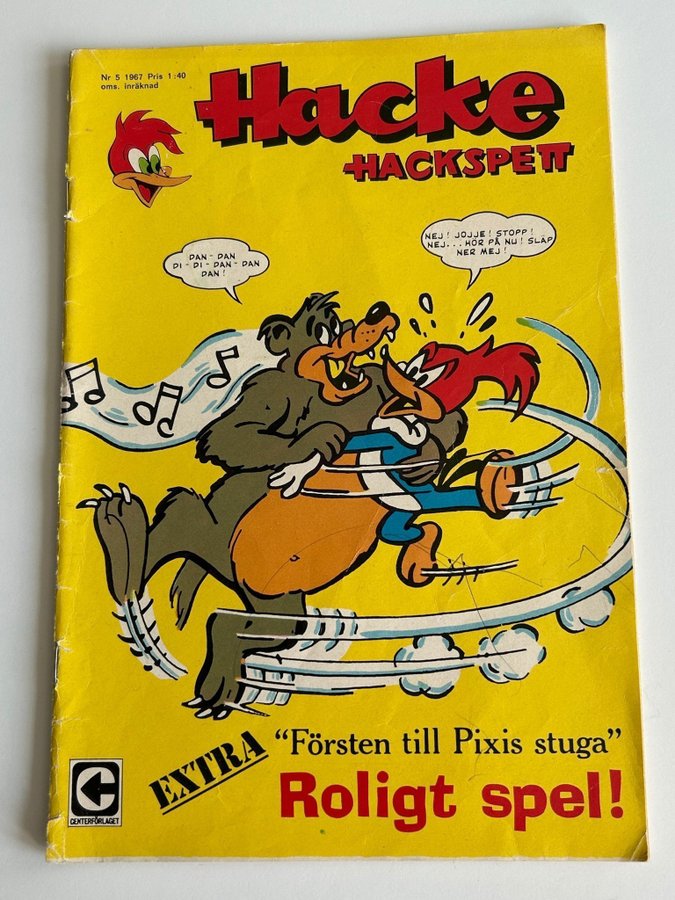 Nr 5 1967 Pris 1:40
oms. inräknad
Hacke
HACKSPETT
DAN - DAN
DI - DI - DAN - DAN
DAN!
NEJ! JOJJE! STOPP!
NEJ... HÖR PÅ NU! SLÄP
NER MEJ!
EXTRA
"Försten till Pixis stuga"
Roligt spel!
C
CENTERFÖRLAGET